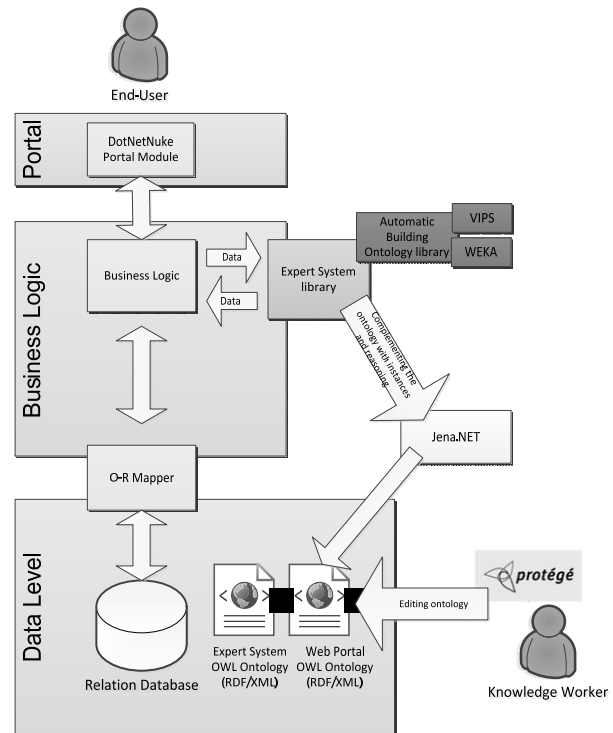 End-User
Portal
DotNetNuke
Portal Module
Business Logic
Business Logic
Data
Data
Expert System
library
Automatic
Building
Ontology library
VIPS
WEKA
Complementing the
ontology with instances
and reasoning
Jena.NET
O-R Mapper
Data Level
Relation Database
Expert System
OWL Ontology
(RDF/XML)
Web Portal
OWL Ontology
(RDF/XML)
Editing ontology
protégé
Knowledge Worker